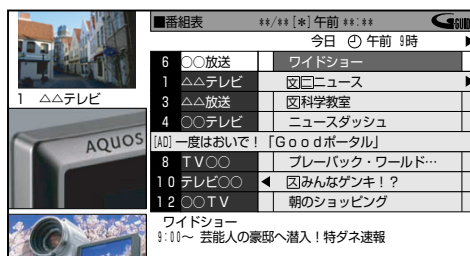 ■番組表 **/**[*]午前**:** GGUID
今日 午前 9時
6 ○○放送 ワイドショー
1 △△テレビ 文二ニュース
3 △△放送 文科学教室
4 ○○テレビ ニュースダッシュ
[AD]一度はおいで!「Goodポータル」
8 TV○○ プレーバック・ワールド…
10 テレビ○○ ◀ 文みんなゲンキ!?
12 ○○TV 朝のショッピング
ワイドショー
9:00~ 芸能人の豪邸へ潜入!特ダネ速報
1 △△テレビ
AQUOS